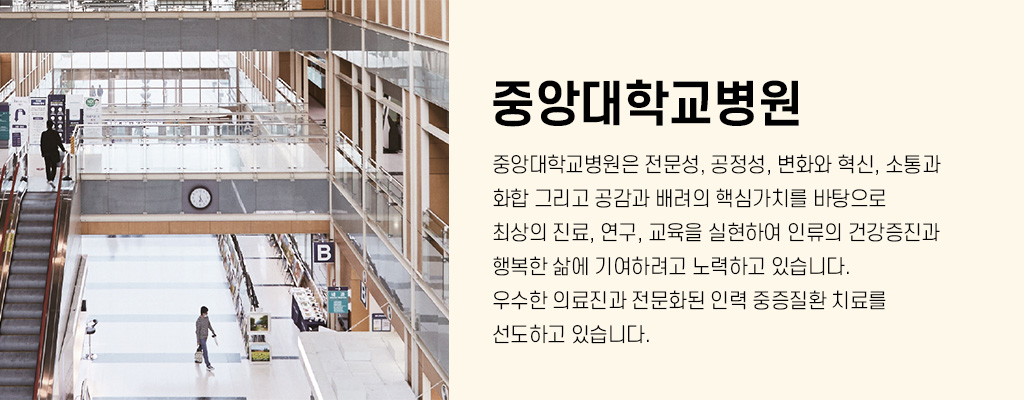 중앙대학교병원
중앙대학교병원은 전문성, 공정성, 변화와 혁신, 소통과
화합 그리고 공감과 배려의 핵심가치를 바탕으로
최상의 진료, 연구, 교육을 실현하여 인류의 건강증진과
행복한 삶에 기여하려고 노력하고 있습니다.
우수한 의료진과 전문화된 인력 중증질환 치료를
선도하고 있습니다.
B